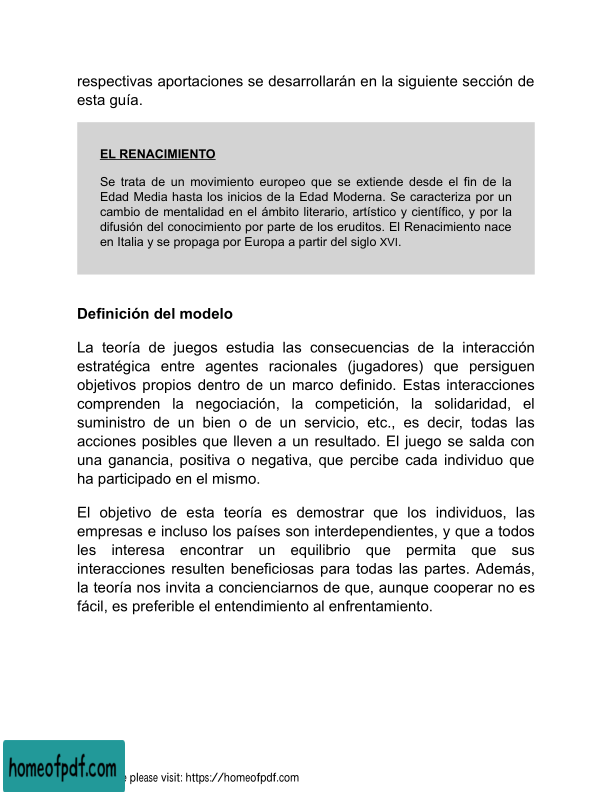 respectivas aportaciones se desarrollarán en la siguiente sección de
esta guía.
EL RENACIMIENTO
Se trata de un movimiento europeo que se extiende desde el fin de la
Edad Media hasta los inicios de la Edad Moderna. Se caracteriza por un
cambio de mentalidad en el ámbito literario, artístico y científico, y por la
difusión del conocimiento por parte de los eruditos. El Renacimiento nace
en Italia y se propaga por Europa a partir del siglo XVI.
Definición del modelo
La teoría de juegos estudia las consecuencias de la interacción
estratégica entre agentes racionales (jugadores) que persiguen
objetivos propios dentro de un marco definido. Estas interacciones
comprenden la negociación, la competición, la solidaridad, el
suministro de un bien o de un servicio, etc., es decir, todas las
acciones posibles que lleven a un resultado. El juego se salda con
una ganancia, positiva o negativa, que percibe cada individuo que
ha participado en el mismo.
El objetivo de esta teoría es demostrar que los individuos, las
empresas e incluso los países son interdependientes, y que a todos
les interesa encontrar un equilibrio que permita que sus
interacciones resulten beneficiosas para todas las partes. Además,
la teoría nos invita a concienciarnos de que, aunque cooperar no es
fácil, es preferible el entendimiento al enfrentamiento.
homeofpdf.com
please visit: https://homeofpdf.com